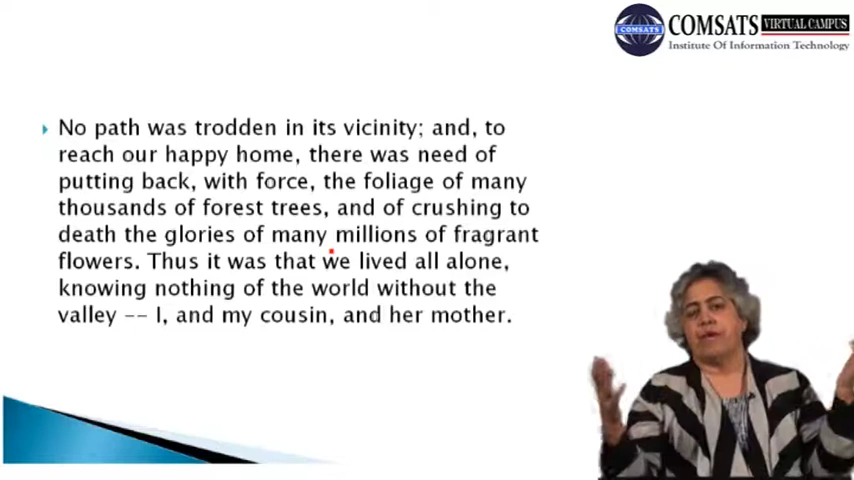 COMSATS
COMSATS VIRTUAL CAMPUS
Institute Of Information Technology
No path was trodden in its vicinity; and, to
reach our happy home, there was need of
putting back, with force, the foliage of many
thousands of forest trees, and of crushing to
death the glories of many millions of fragrant
flowers. Thus it was that we lived all alone,
knowing nothing of the world without the
valley -- I, and my cousin, and her mother.